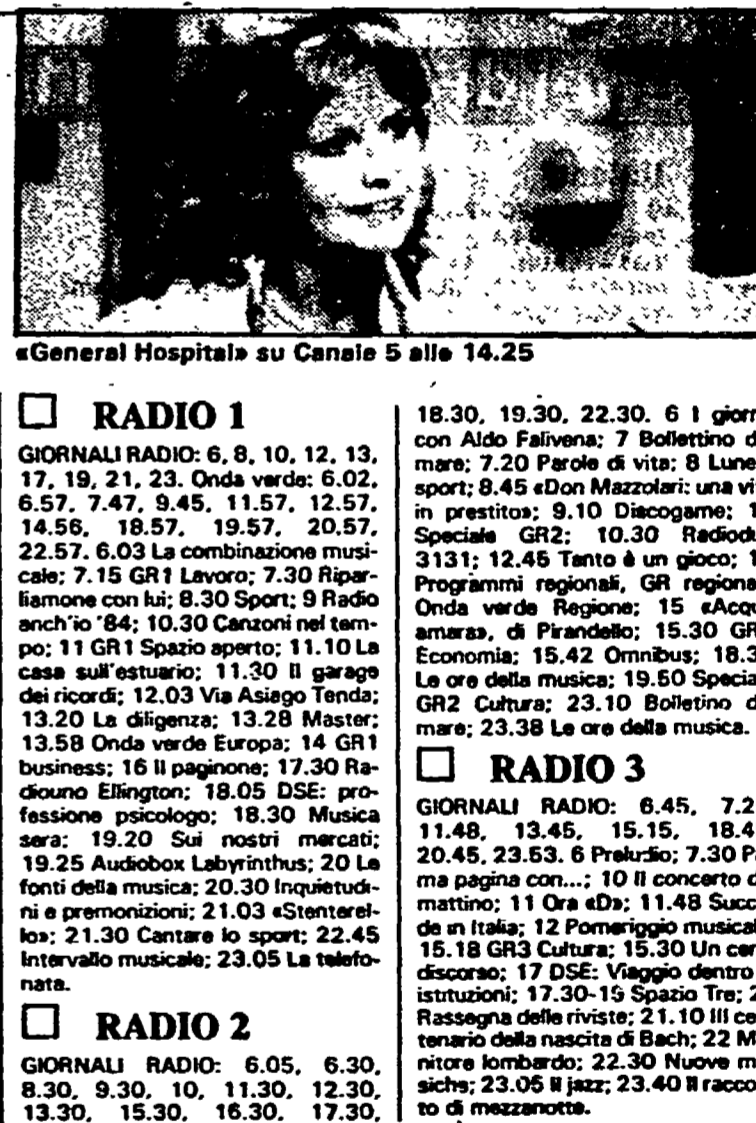 «General Hospital» su Canale 5 alle 14.25
RADIO 1
GIORNALI RADIO: 6, 8, 10, 12, 13,
17, 19, 21, 23. Onda verde: 6.02,
6.57, 7.47, 9.45, 11.57, 12.57,
14.56, 18.57, 19.57, 20.57,
22.57. 6.03 La combinazione musi-
cale; 7.15 GR1 Lavoro; 7.30 Ripar-
liamone con lui; 8.30 Sport; 9 Radio
anch'io '84; 10.30 Canzoni nel tem-
po; 11 GR1 Spazio aperto; 11.10 La
casa sull'estuario; 11.30 Il garage
dei ricordi; 12.03 Via Asiago Tenda;
13.20 La diligenza; 13.28 Master;
13.58 Onda verde Europa; 14 GR1
business; 16 Il paginone; 17.30 Ra-
diouno Ellington; 18.05 DSE: pro-
fessione psicologo; 18.30 Musica
sera; 19.20 Sui nostri mercati;
19.25 Audiobox Labyrinthus; 20 Le
fonti della musica; 20.30 Inquietudi-
ni e premonizioni; 21.03 «Stenterel-
lo»; 21.30 Cantare lo sport; 22.45
Intervallo musicale; 23.05 La telefo-
nata.
RADIO 2
GIORNALI RADIO: 6.05, 6.30,
8.30, 9.30, 10, 11.30, 12.30,
13.30, 15.30, 16.30, 17.30,
18.30, 19.30, 22.30. 6 I giorn
con Aldo Falivena; 7 Bollettino d
mare; 7.20 Parole di vita; 8 Lune
sport; 8.45 «Don Mazzolari: una vi
in prestito»; 9.10 Discogame; 1
Speciale GR2; 10.30 Radiodu
3131; 12.45 Tanto è un gioco; 1
Programmi regionali, GR regiona
Onda verde Regione; 15 «Acqu
amara», di Pirandello; 15.30 GR
Economia; 15.42 Omnibus; 18.3
Le ore della musica; 19.50 Specia
GR2 Cultura; 23.10 Bolletino d
mare; 23.38 Le ore della musica.
RADIO 3
GIORNALI RADIO: 6.45, 7.2
11.48, 13.45, 15.15, 18.4
20.45, 23.53. 6 Preludio; 7.30 P
ma pagina con...; 10 Il concerto d
mattino; 11 Ora «D»; 11.48 Succ
de in Italia; 12 Pomeriggio musical
15.18 GR3 Cultura; 15.30 Un cer
discorso; 17 DSE: Viaggio dentro
istituzioni; 17.30-19 Spazio Tre; 2
Rassegna delle riviste; 21.10 III ce
tenario della nascita di Bach; 22 M
nitore lombardo; 22.30 Nuove m
siche; 23.05 Il jazz; 23.40 Il racco
to di mezzanotte.